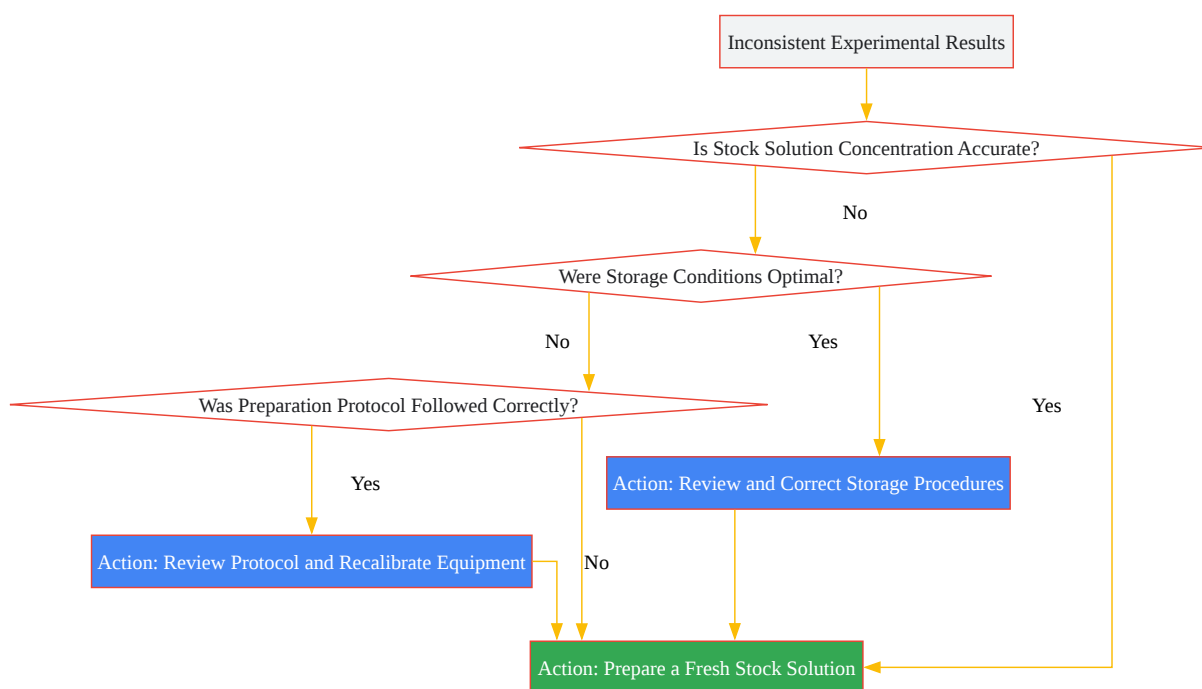 Inconsistent Experimental Results
Is Stock Solution Concentration Accurate?
No
Were Storage Conditions Optimal?
No
Yes
Was Preparation Protocol Followed Correctly?
Yes
Yes
Action: Review and Correct Storage Procedures
Action: Review Protocol and Recalibrate Equipment
No
Action: Prepare a Fresh Stock Solution